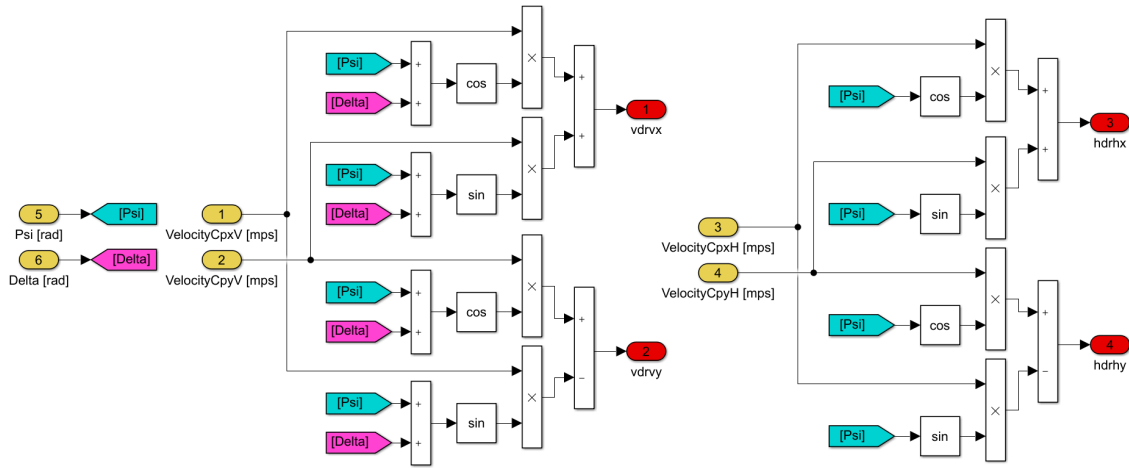 [Psi]
+
[Delta]
+
cos
×
+
+
1
vdrvx
[Psi]
+
[Delta]
+
sin
×
5
Psi [rad]
[Psi]
1
VelocityCpxV [mps]
6
Delta [rad]
[Delta]
2
VelocityCpyV [mps]
[Psi]
+
[Delta]
+
cos
×
+
−
2
vdrvy
[Psi]
+
[Delta]
+
sin
×
[Psi]
cos
×
+
+
3
hdrhx
[Psi]
sin
×
3
VelocityCpxH [mps]
4
VelocityCpyH [mps]
[Psi]
cos
×
+
−
4
hdrhy
[Psi]
sin
×